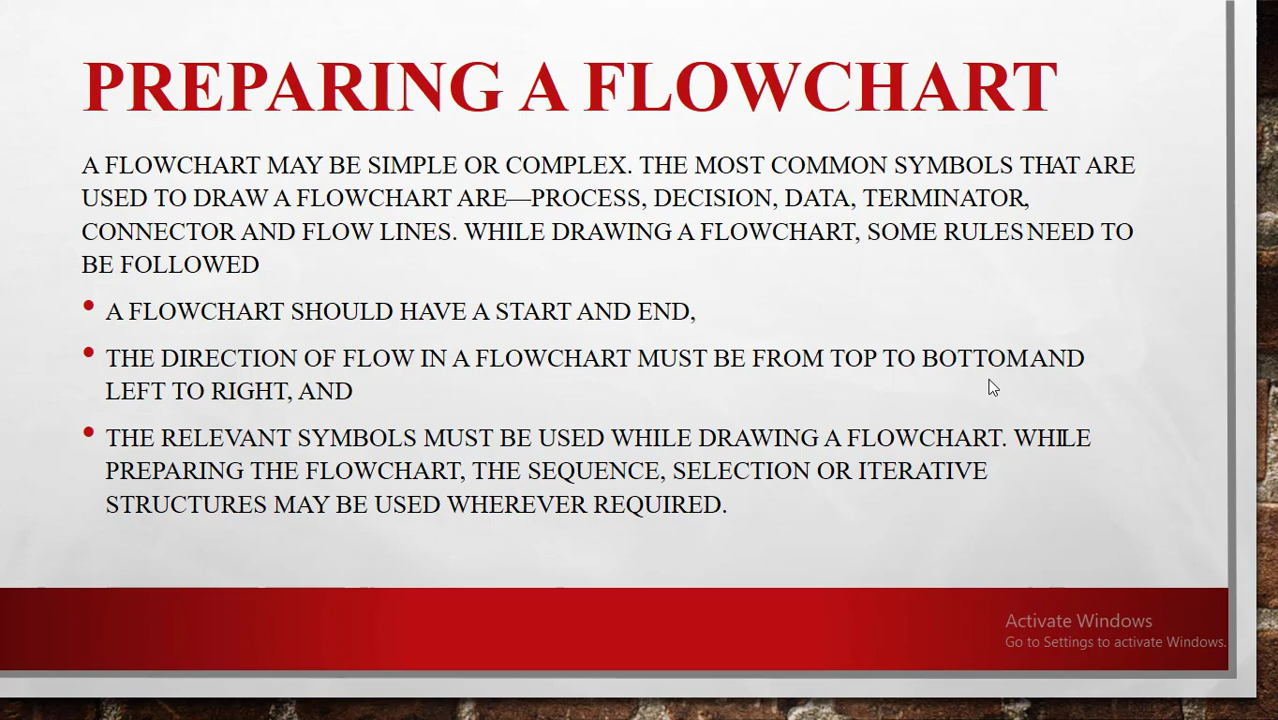 PREPARING A FLOWCHART
A FLOWCHART MAY BE SIMPLE OR COMPLEX. THE MOST COMMON SYMBOLS THAT ARE
USED TO DRAW A FLOWCHART ARE—PROCESS, DECISION, DATA, TERMINATOR,
CONNECTOR AND FLOW LINES. WHILE DRAWING A FLOWCHART, SOME RULES NEED TO
BE FOLLOWED
• A FLOWCHART SHOULD HAVE A START AND END,
• THE DIRECTION OF FLOW IN A FLOWCHART MUST BE FROM TOP TO BOTTOM AND
LEFT TO RIGHT, AND
• THE RELEVANT SYMBOLS MUST BE USED WHILE DRAWING A FLOWCHART. WHILE
PREPARING THE FLOWCHART, THE SEQUENCE, SELECTION OR ITERATIVE
STRUCTURES MAY BE USED WHEREVER REQUIRED.
Activate Windows
Go to Settings to activate Windows.